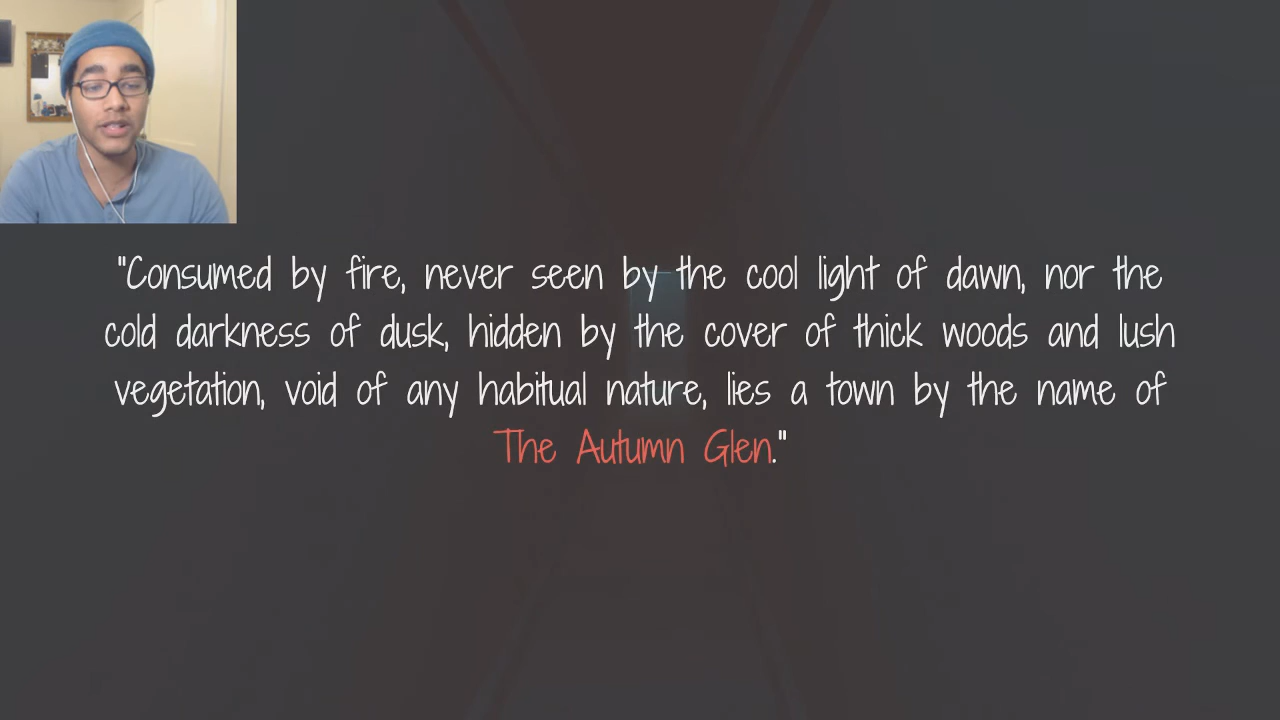 "Consumed by fire, never seen by the cool light of dawn, nor the
cold darkness of dusk, hidden by the cover of thick woods and lush
vegetation, void of any habitual nature, lies a town by the name of
The Autumn Glen."